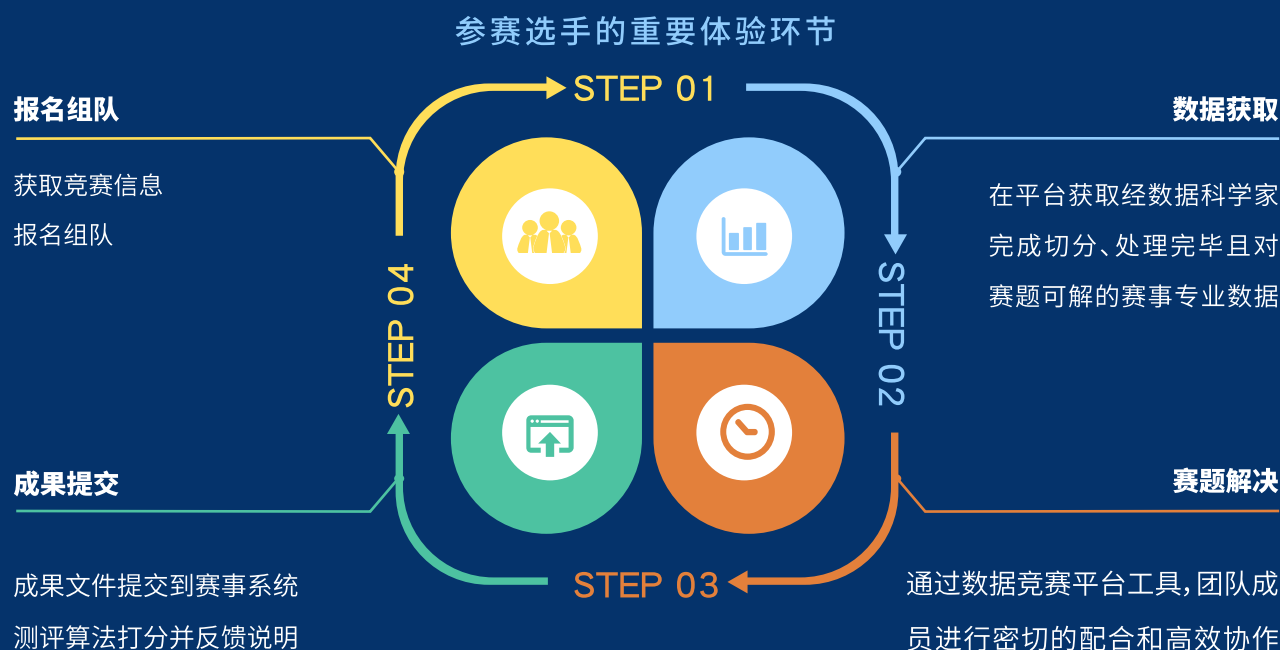 参赛选手的重要体验环节
STEP 01
报名组队
获取竞赛信息
报名组队
数据获取
在平台获取经数据科学家
完成切分、处理完毕且对
赛题可解的赛事专业数据
STEP 02
赛题解决
通过数据竞赛平台工具，团队成
员进行密切的配合和高效协作
STEP 03
成果提交
成果文件提交到赛事系统
测评算法打分并反馈说明
STEP 04